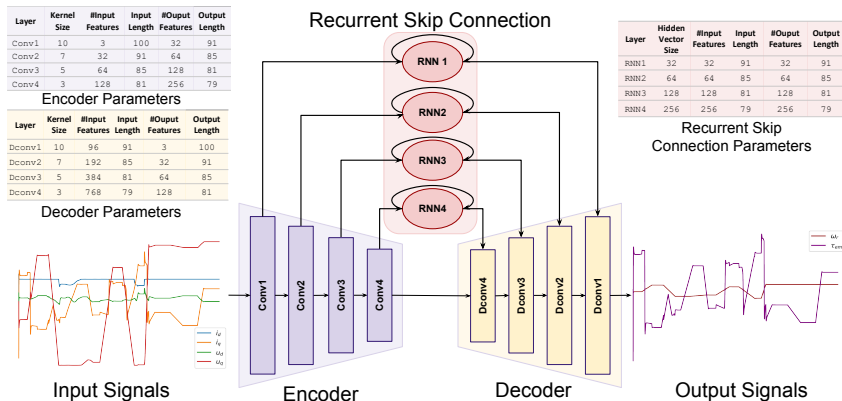 Recurrent Skip Connection
Layer Kernel Size #Input Features Input Length #Ouput Features Output Length
Conv1 10 3 100 32 91
Conv2 7 32 91 64 85
Conv3 5 64 85 128 81
Conv4 3 128 81 256 79
Encoder Parameters
Layer Kernel Size #Input Features Input Length #Ouput Features Output Length
Dconv1 10 96 91 3 100
Dconv2 7 192 85 32 91
Dconv3 5 384 81 64 85
Dconv4 3 768 79 128 81
Decoder Parameters
Layer Hidden Vector Size #Input Features Input Length #Ouput Features Output Length
RNN1 32 32 91 32 91
RNN2 64 64 85 64 85
RNN3 128 128 81 128 81
RNN4 256 256 79 256 79
Recurrent Skip
Connection Parameters
RNN 1
RNN2
RNN3
RNN4
Conv1
Conv2
Conv3
Conv4
Dconv4
Dconv3
Dconv2
Dconv1
i_d
i_q
u_d
u_q
ω_r
τ_em
Input Signals
Encoder
Decoder
Output Signals